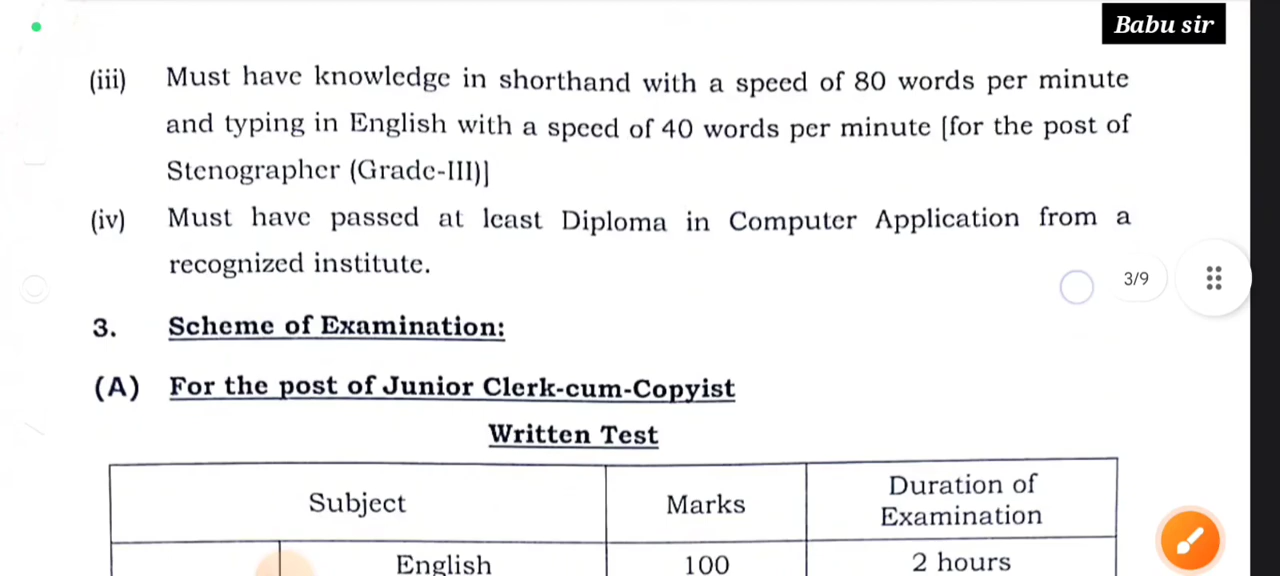 Babu sir
(iii) Must have knowledge in shorthand with a speed of 80 words per minute
and typing in English with a speed of 40 words per minute [for the post of
Stenographer (Grade-III)]
(iv) Must have passed at least Diploma in Computer Application from a
recognized institute.
3/9
3. Scheme of Examination:
(A) For the post of Junior Clerk-cum-Copyist
Written Test
Subject Marks Duration of
Examination
English 100 2 hours